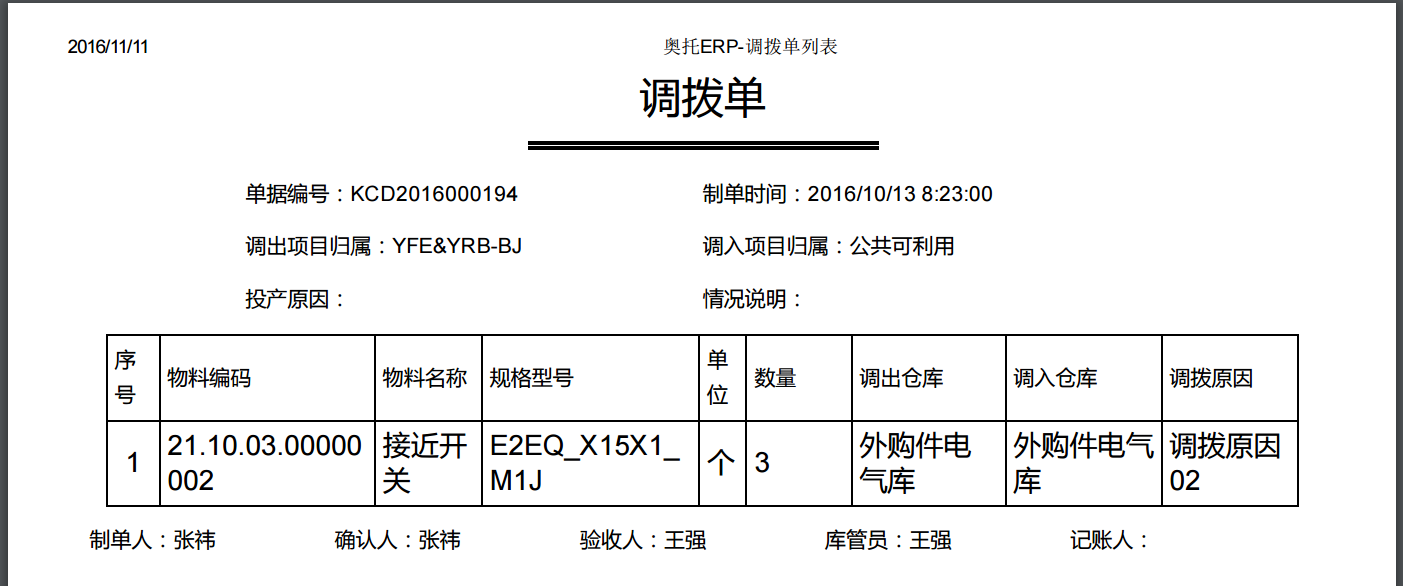 2016/11/11 奥托ERP-调拨单列表
调拨单
单据编号：KCD2016000194 制单时间：2016/10/13 8:23:00
调出项目归属：YFE&YRB-BJ 调入项目归属：公共可利用
投产原因： 情况说明：
序号 物料编码 物料名称 规格型号 单位 数量 调出仓库 调入仓库 调拨原因
1 21.10.03.00000002 接近开关 E2EQ_X15X1_M1J 个 3 外购件电气库 外购件电气库 调拨原因02
制单人：张祎 确认人：张祎 验收人：王强 库管员：王强 记账人：